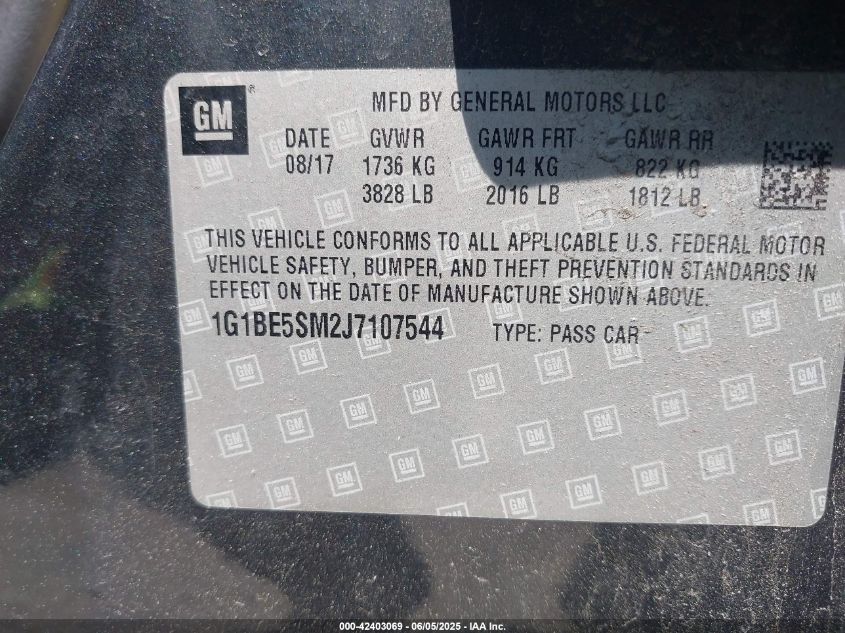 GM ®
MFD BY GENERAL MOTORS LLC
DATE GVWR GAWR FRT GAWR RR
08/17 1736 KG 914 KG 822 KG
3828 LB 2016 LB 1812 LB
THIS VEHICLE CONFORMS TO ALL APPLICABLE U.S. FEDERAL MOTOR
VEHICLE SAFETY, BUMPER, AND THEFT PREVENTION STANDARDS IN
EFFECT ON THE DATE OF MANUFACTURE SHOWN ABOVE.
1G1BE5SM2J7107544 TYPE: PASS CAR
000-42403069 - 06/05/2025 - IAA Inc.